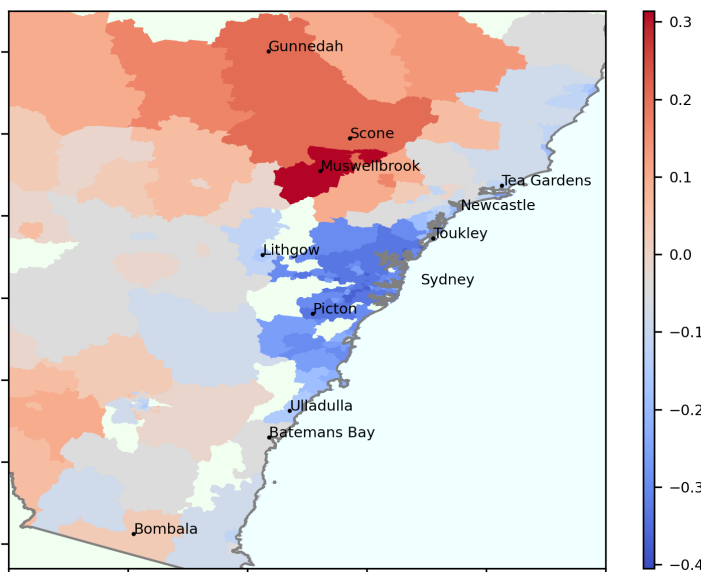 Gunnedah
Scone
Muswellbrook
Tea Gardens
Newcastle
Toukley
Lithgow
Sydney
Picton
Ulladulla
Batemans Bay
Bombala
0.3
0.2
0.1
0.0
−0.1
−0.2
−0.3
−0.4